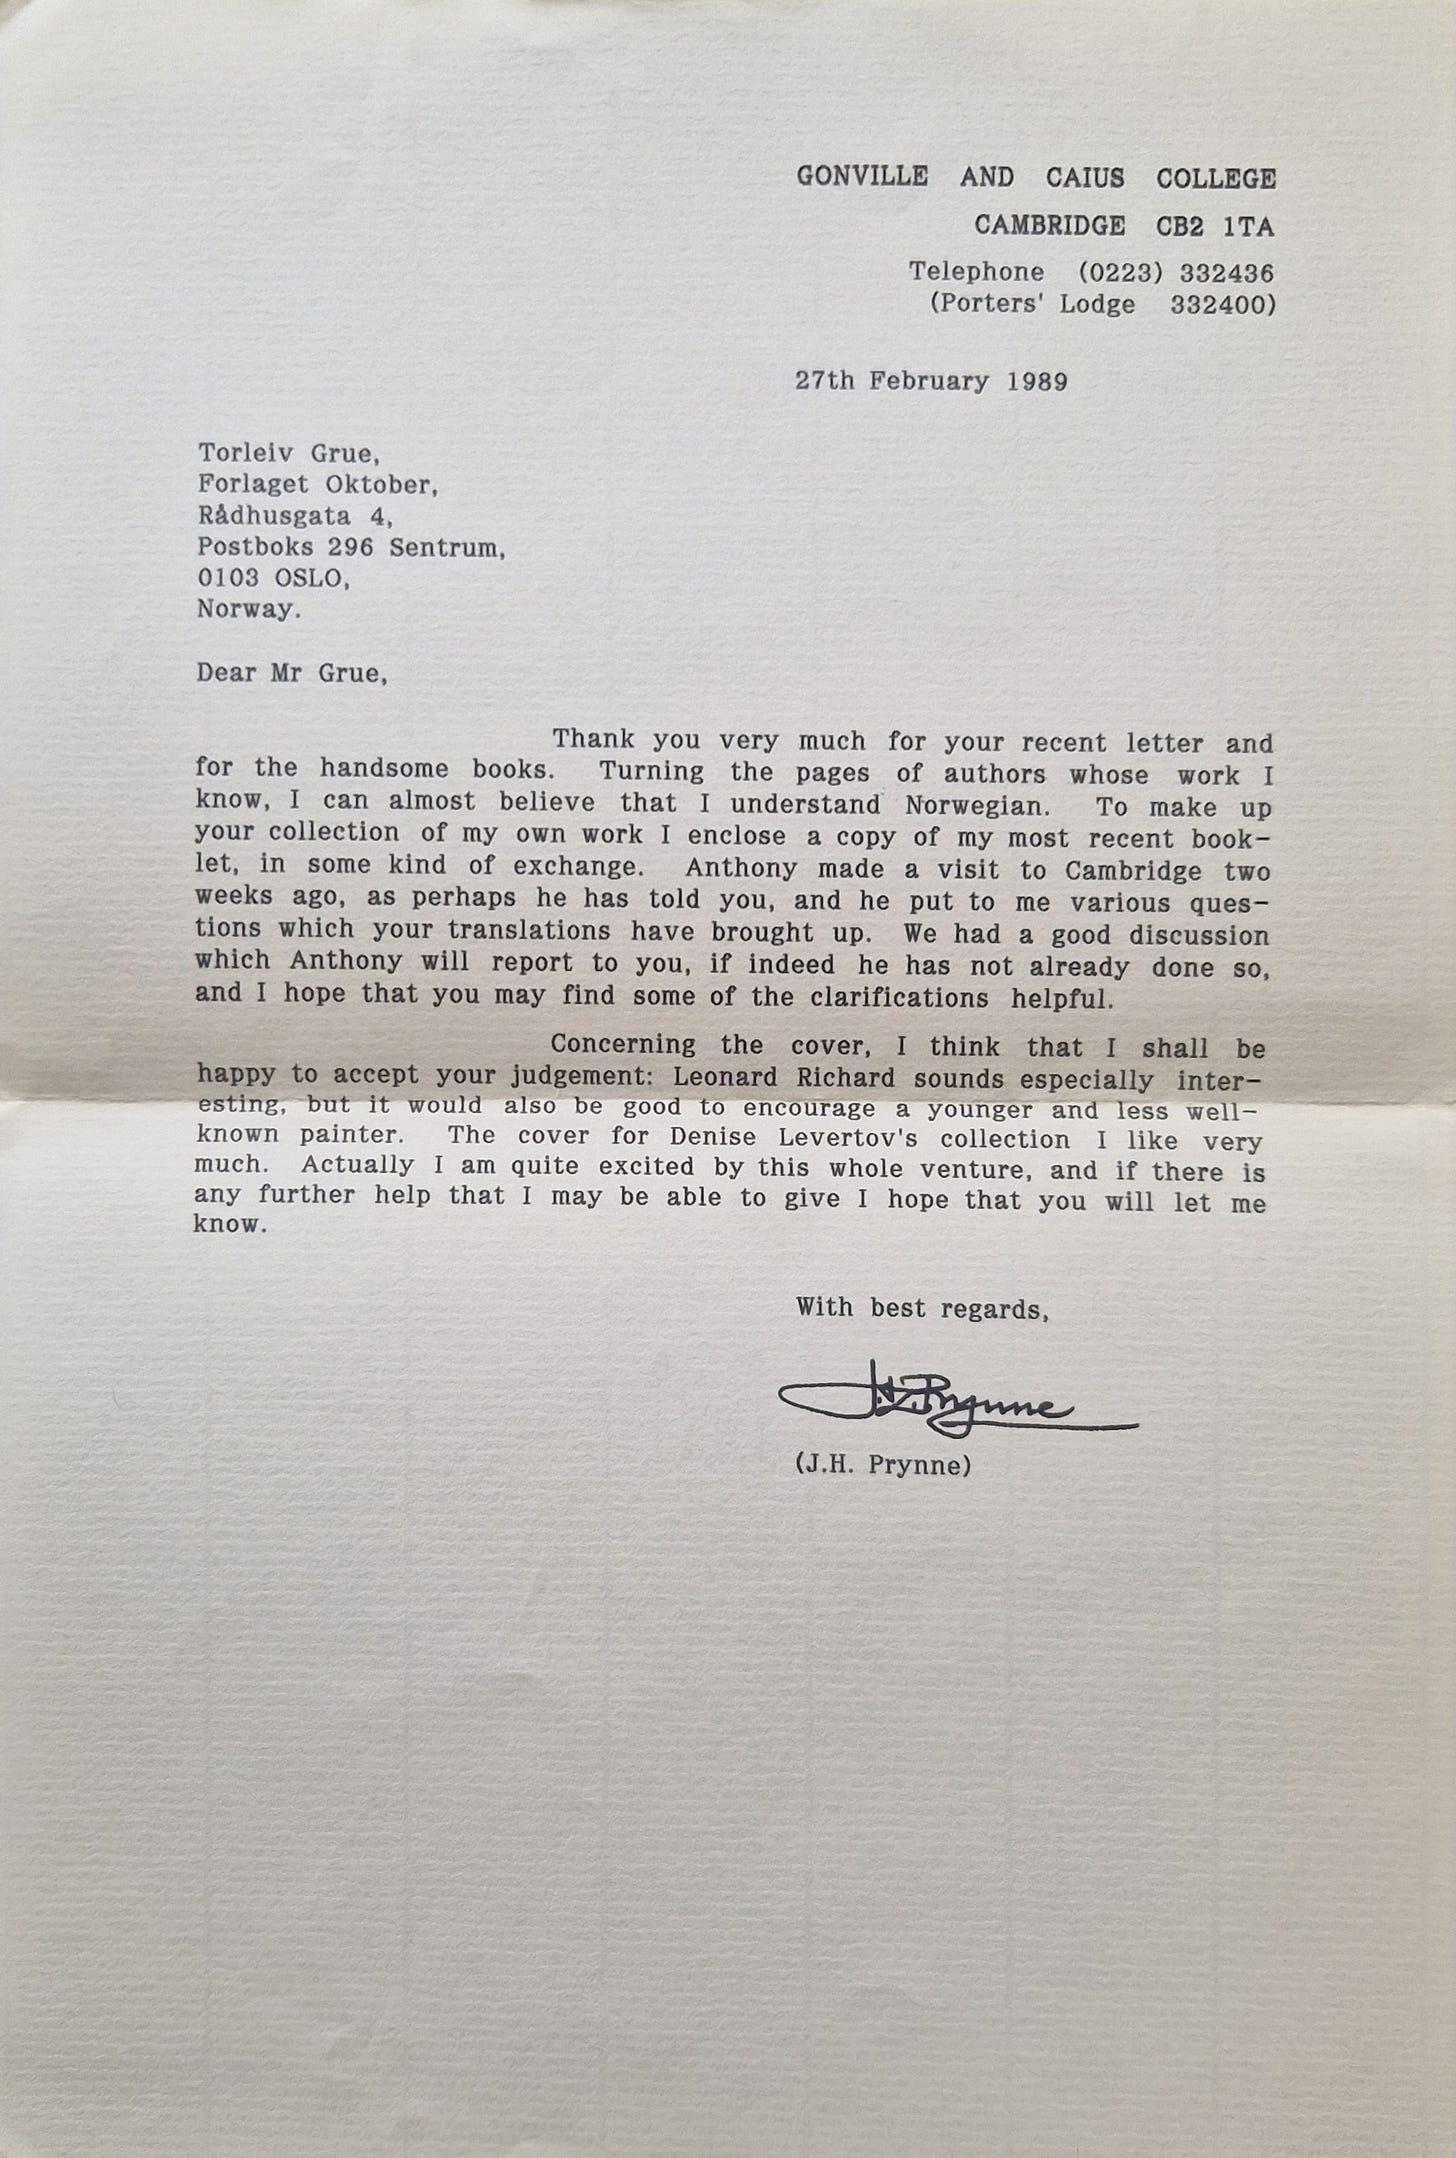 GONVILLE AND CAIUS COLLEGE
CAMBRIDGE CB2 1TA
Telephone (0223) 332436
(Porters' Lodge 332400)
27th February 1989
Torleiv Grue,
Forlaget Oktober,
Rådhusgata 4,
Postboks 296 Sentrum,
0103 OSLO,
Norway.
Dear Mr Grue,
Thank you very much for your recent letter and
for the handsome books. Turning the pages of authors whose work I
know, I can almost believe that I understand Norwegian. To make up
your collection of my own work I enclose a copy of my most recent book-
let, in some kind of exchange. Anthony made a visit to Cambridge two
weeks ago, as perhaps he has told you, and he put to me various ques-
tions which your translations have brought up. We had a good discussion
which Anthony will report to you, if indeed he has not already done so,
and I hope that you may find some of the clarifications helpful.
Concerning the cover, I think that I shall be
happy to accept your judgement: Leonard Richard sounds especially inter-
esting, but it would also be good to encourage a younger and less well-
known painter. The cover for Denise Levertov's collection I like very
much. Actually I am quite excited by this whole venture, and if there is
any further help that I may be able to give I hope that you will let me
know.
With best regards,
J.H. Prynne
(J.H. Prynne)